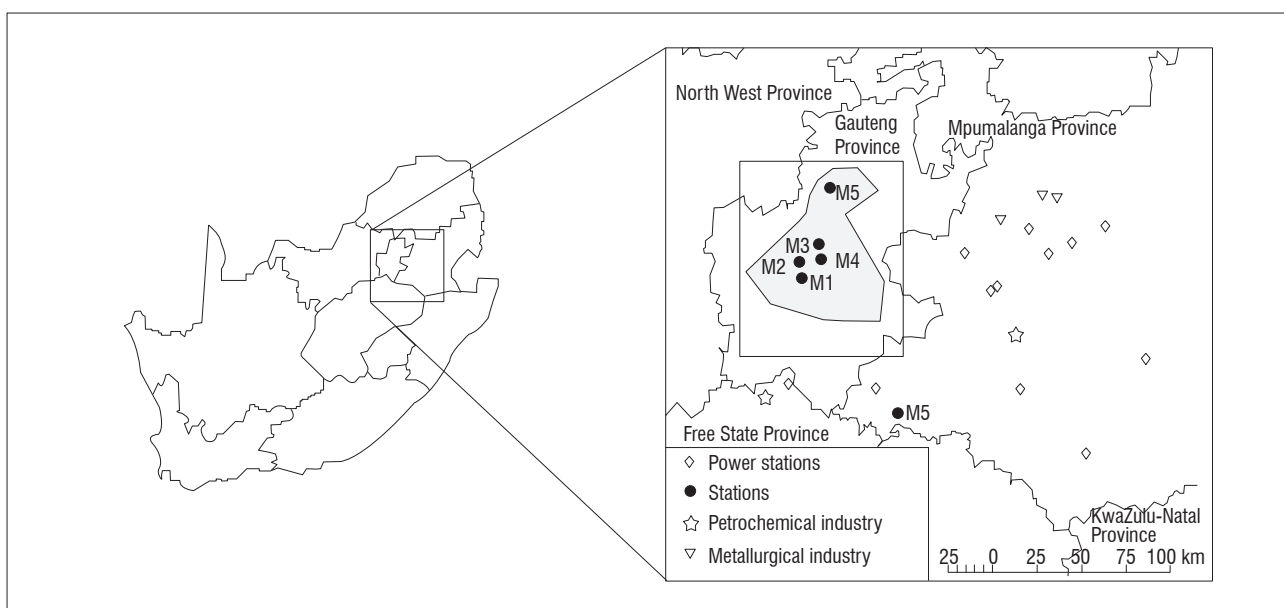 North West Province
Gauteng
Province
Mpumalanga Province
M5
M3
M4
M2
M1
M5
Free State Province
Power stations
Stations
Petrochemical industry
Metallurgical industry
KwaZulu-Natal
Province
25 0 25 50 75 100 km